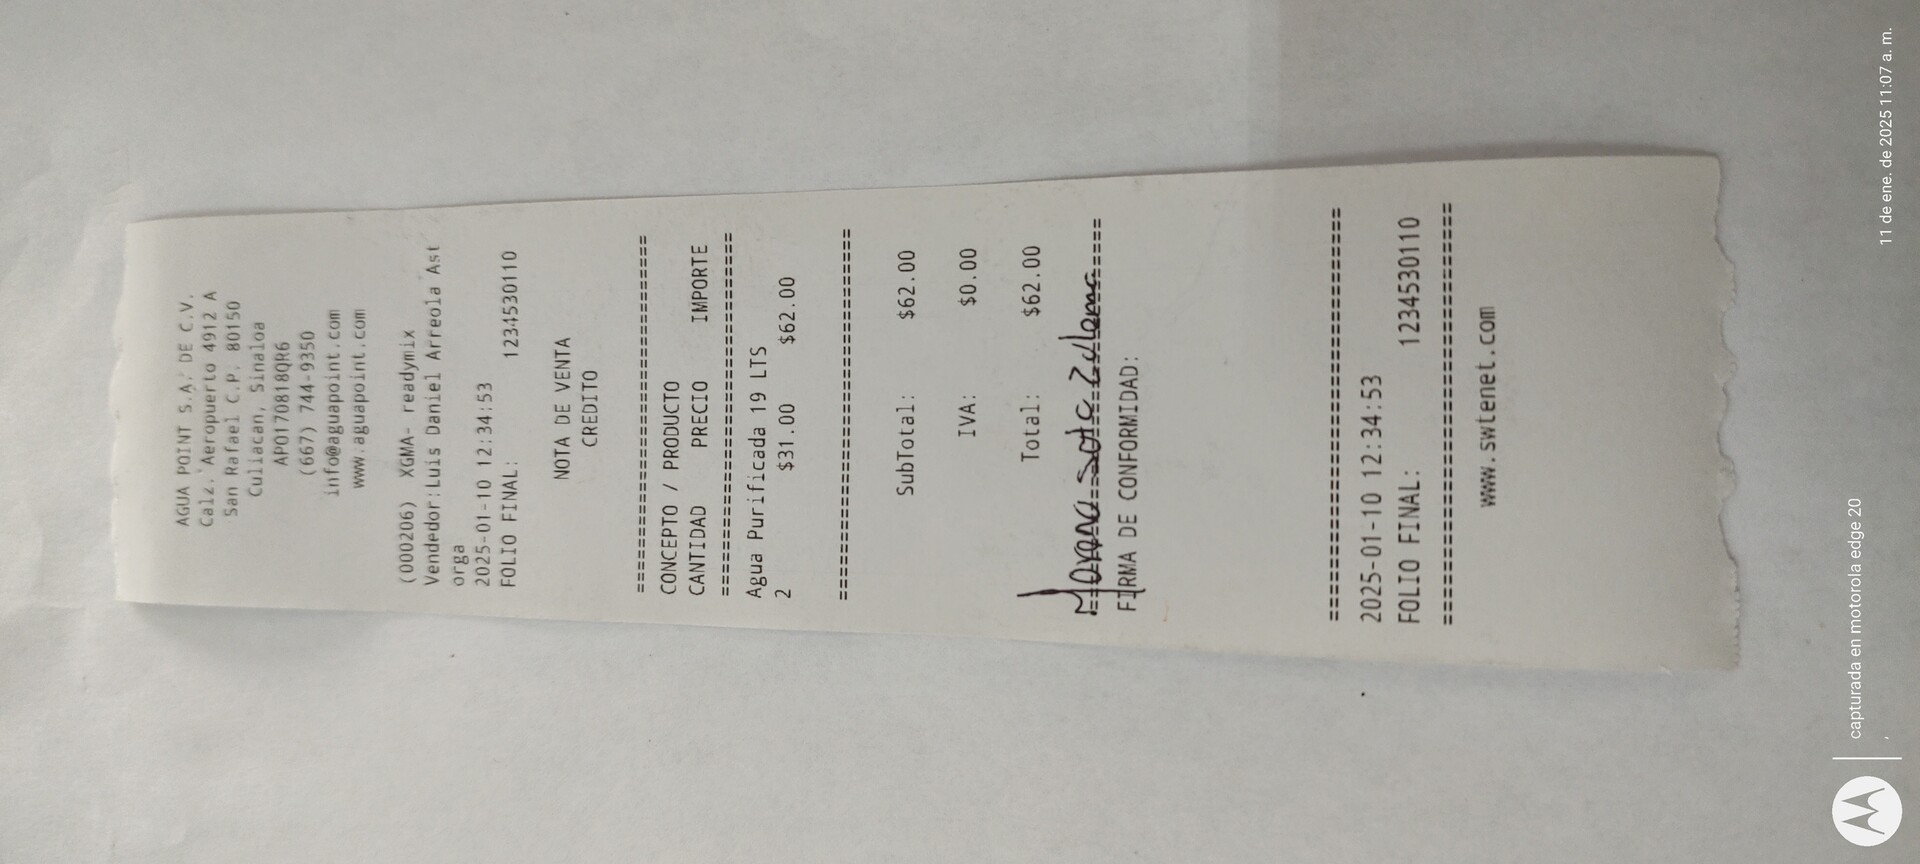 AGUA POINT S.A. DE C.V.
Calz. Aeropuerto 4912 A
San Rafael C.P. 80150
Culiacan, Sinaloa
APO170818QR6
(667) 744-9350
info@aguapoint.com
www.aguapoint.com
(000206) XGMA- readymix
Vendedor:Luis Daniel Arreola Ast
orga
2025-01-10 12:34:53
FOLIO FINAL: 1234530110
NOTA DE VENTA
CREDITO
================================
CONCEPTO / PRODUCTO
CANTIDAD PRECIO IMPORTE
================================
Agua Purificada 19 LTS
2 $31.00 $62.00
================================
SubTotal: $62.00
IVA: $0.00
Total: $62.00
================================
FIRMA DE CONFORMIDAD:
================================
2025-01-10 12:34:53
FOLIO FINAL: 1234530110
================================
www.swtenet.com
capturada en motorola edge 20
11 de ene. de 2025 11:07 a. m.